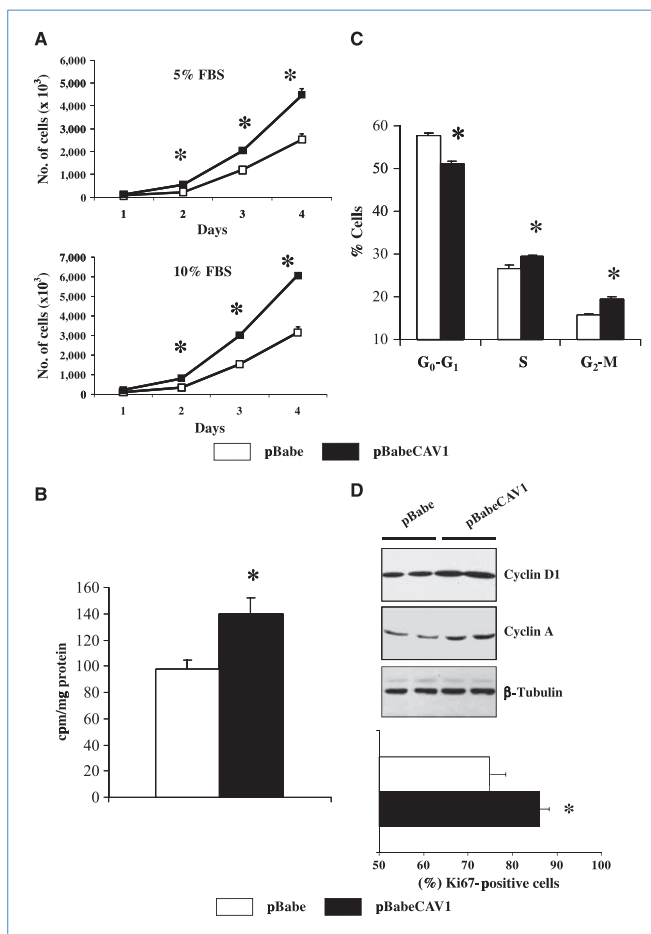 A
No. of cells (x 10³)
6,000
5,000
4,000
3,000
2,000
1,000
0
5% FBS
*
*
*
1 2 3 4
Days
No. of cells (x10³)
7,000
6,000
5,000
4,000
3,000
2,000
1,000
0
10% FBS
*
*
*
1 2 3 4
Days
C
% Cells
60
50
40
30
20
10
*
*
*
G₀-G₁ S G₂-M
pBabe pBabeCAV1
B
cpm/mg protein
160
140
120
100
80
60
40
20
0
*
D
pBabe pBabeCAV1
Cyclin D1
Cyclin A
β-Tubulin
*
50 60 70 80 90 100
(%) Ki67-positive cells
pBabe pBabeCAV1